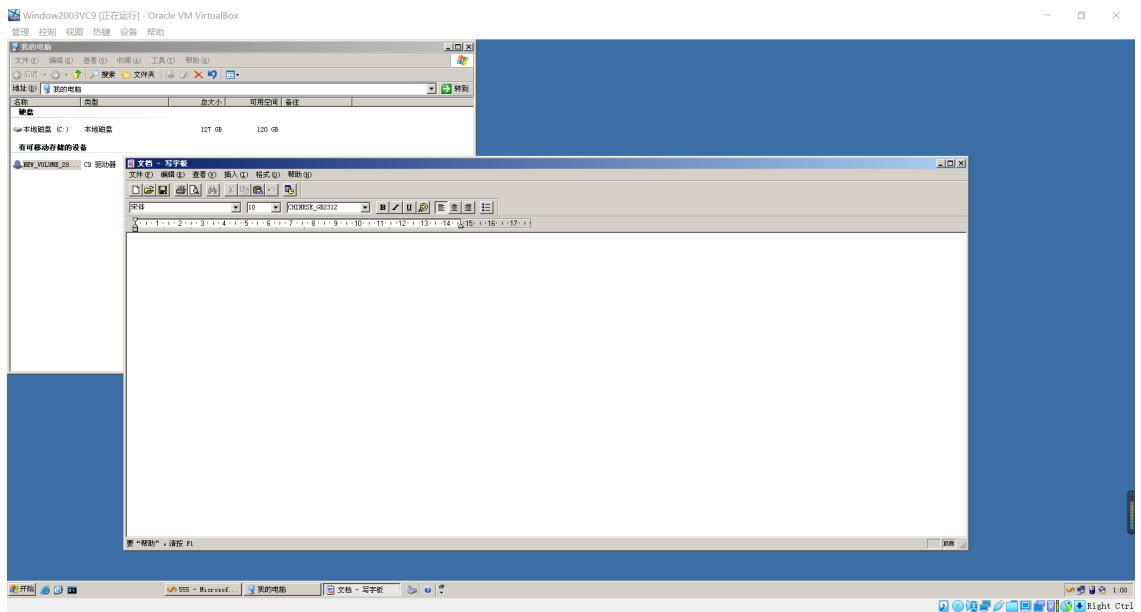 Window2003VC9 [正在运行] - Oracle VM VirtualBox
管理 控制 视图 热键 设备 帮助
我的电脑
文件(F) 编辑(E) 查看(V) 收藏(A) 工具(T) 帮助(H)
后退 搜索 文件夹
地址(D) 我的电脑 转到
名称 类型 总大小 可用空间 备注
硬盘
本地磁盘 (C:) 本地磁盘 127 GB 120 GB
有可移动存储的设备
NEW_VOLUME_28... CD 驱动器
文档 - 写字板
文件(F) 编辑(E) 查看(V) 插入(I) 格式(O) 帮助(H)
宋体 10 CHINESE_GB2312 B / U
1 2 3 4 5 6 7 8 9 10 11 12 13 14 15 16 17
要“帮助”，请按 F1
开始 555 - Microsof... 我的电脑 文档 - 写字板 1:00
Right Ctrl